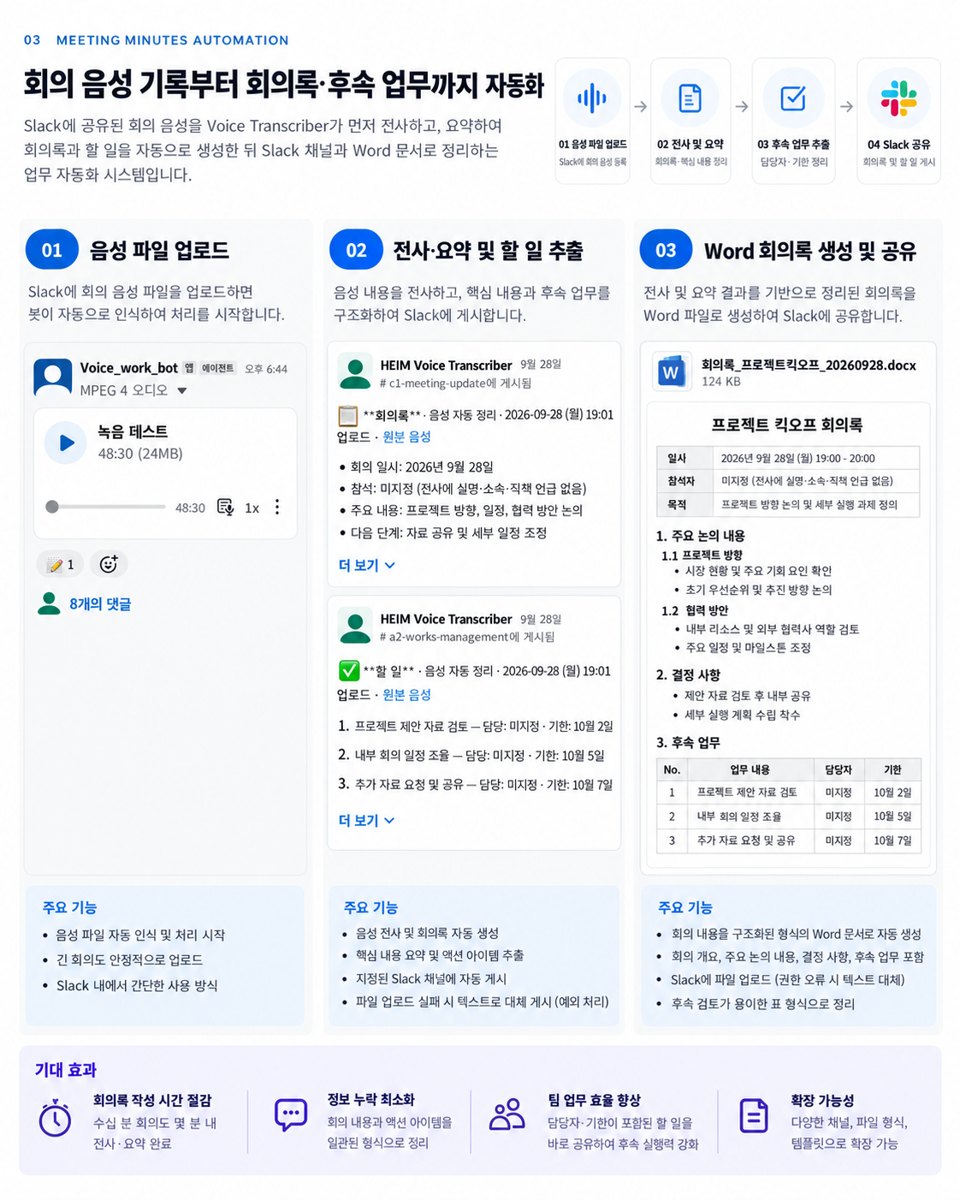 03 MEETING MINUTES AUTOMATION
회의 음성 기록부터 회의록·후속 업무까지 자동화
Slack에 공유된 회의 음성을 Voice Transcriber가 먼저 전사하고, 요약하여
회의록과 할 일을 자동으로 생성한 뒤 Slack 채널과 Word 문서로 정리하는
업무 자동화 시스템입니다.
01 음성 파일 업로드
Slack에 회의 음성 등록
02 전사 및 요약
회의록·핵심 내용 정리
03 후속 업무 추출
담당자·기한 정리
04 Slack 공유
회의록 및 할 일 게시
01 음성 파일 업로드
Slack에 회의 음성 파일을 업로드하면
봇이 자동으로 인식하여 처리를 시작합니다.
Voice_work_bot 앱 에이전트 오후 6:44
MPEG 4 오디오
녹음 테스트
48:30 (24MB)
48:30 1x
1
8개의 댓글
주요 기능
• 음성 파일 자동 인식 및 처리 시작
• 긴 회의도 안정적으로 업로드
• Slack 내에서 간단한 사용 방식
02 전사·요약 및 할 일 추출
음성 내용을 전사하고, 핵심 내용과 후속 업무를
구조화하여 Slack에 게시합니다.
HEIM Voice Transcriber 9월 28일
# c1-meeting-update에 게시됨
**회의록** · 음성 자동 정리 · 2026-09-28 (월) 19:01
업로드 · 원분 음성
• 회의 일시: 2026년 9월 28일
• 참석: 미지정 (전사에 실명·소속·직책 언급 없음)
• 주요 내용: 프로젝트 방향, 일정, 협력 방안 논의
• 다음 단계: 자료 공유 및 세부 일정 조정
더 보기
HEIM Voice Transcriber 9월 28일
# a2-works-management에 게시됨
**할 일** · 음성 자동 정리 · 2026-09-28 (월) 19:01
업로드 · 원본 음성
1. 프로젝트 제안 자료 검토 — 담당: 미지정 · 기한: 10월 2일
2. 내부 회의 일정 조율 — 담당: 미지정 · 기한: 10월 5일
3. 추가 자료 요청 및 공유 — 담당: 미지정 · 기한: 10월 7일
더 보기
주요 기능
• 음성 전사 및 회의록 자동 생성
• 핵심 내용 요약 및 액션 아이템 추출
• 지정된 Slack 채널에 자동 게시
• 파일 업로드 실패 시 텍스트로 대체 게시 (예외 처리)
03 Word 회의록 생성 및 공유
전사 및 요약 결과를 기반으로 정리된 회의록을
Word 파일로 생성하여 Slack에 공유합니다.
W
회의록_프로젝트킥오프_20260928.docx
124 KB
프로젝트 킥오프 회의록
일사 2026년 9월 28일 (월) 19:00 - 20:00
참석자 미지정 (전사에 실명·소속·직책 언급 없음)
목적 프로젝트 방향 논의 및 세부 실행 과제 정의
1. 주요 논의 내용
1.1 프로젝트 방향
• 시장 현황 및 주요 기회 요인 확인
• 초기 우선순위 및 추진 방향 논의
1.2 협력 방안
• 내부 리소스 및 외부 협력사 역할 검토
• 주요 일정 및 마일스톤 조정
2. 결정 사항
• 제안 자료 검토 후 내부 공유
• 세부 실행 계획 수립 착수
3. 후속 업무
No. 업무 내용 담당자 기한
1 프로젝트 제안 자료 검토 미지정 10월 2일
2 내부 회의 일정 조율 미지정 10월 5일
3 추가 자료 요청 및 공유 미지정 10월 7일
주요 기능
• 회의 내용을 구조화된 형식의 Word 문서로 자동 생성
• 회의 개요, 주요 논의 내용, 결정 사항, 후속 업무 포함
• Slack에 파일 업로드 (권한 오류 시 텍스트 대체)
• 후속 검토가 용이한 표 형식으로 정리
기대 효과
회의록 작성 시간 절감
수십 분 회의도 몇 분 내
전사·요약 완료
정보 누락 최소화
회의 내용과 액션 아이템을
일관된 형식으로 정리
팀 업무 효율 향상
담당자·기한이 포함된 할 일을
바로 공유하여 후속 실행력 강화
확장 가능성
다양한 채널, 파일 형식,
템플릿으로 확장 가능